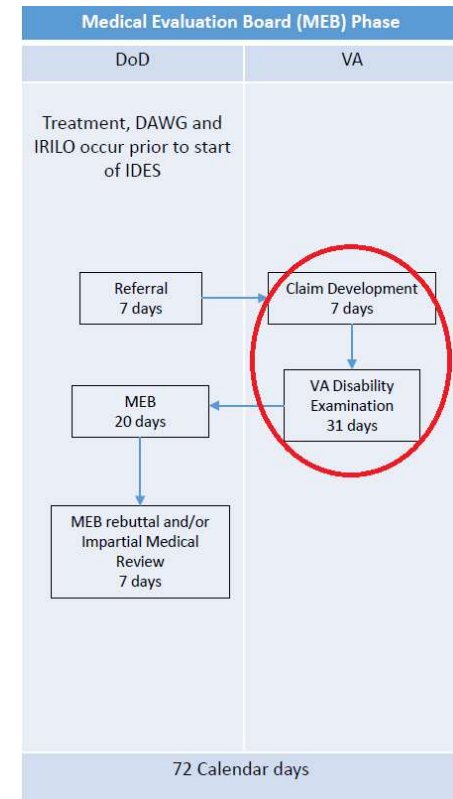 Medical Evaluation Board (MEB) Phase
DoD
VA
Treatment, DAWG and
IRILO occur prior to start
of IDES
Referral
7 days
Claim Development
7 days
VA Disability
Examination
31 days
MEB
20 days
MEB rebuttal and/or
Impartial Medical
Review
7 days
72 Calendar days